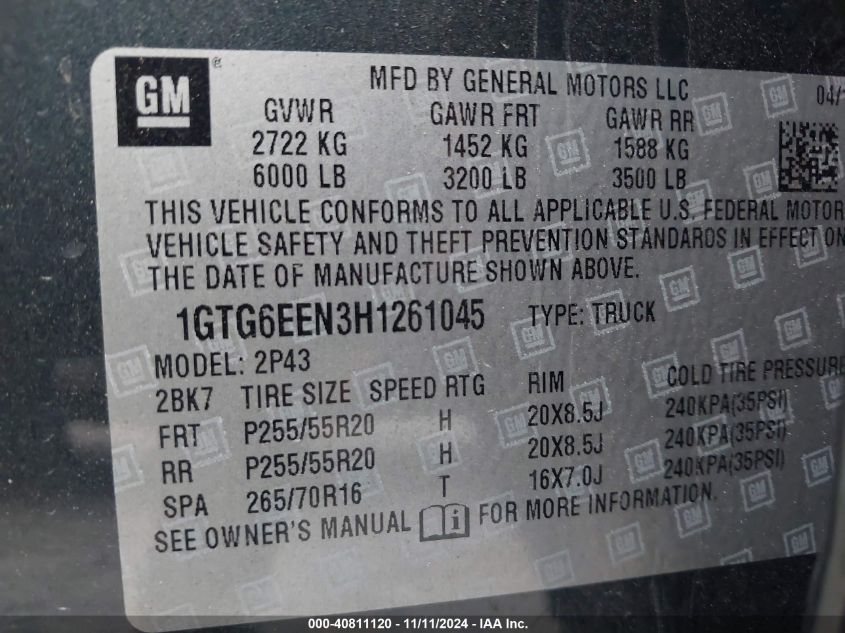 GM
MFD BY GENERAL MOTORS LLC
GVWR GAWR FRT GAWR RR
2722 KG 1452 KG 1588 KG
6000 LB 3200 LB 3500 LB
THIS VEHICLE CONFORMS TO ALL APPLICABLE U.S. FEDERAL MOTOR
VEHICLE SAFETY AND THEFT PREVENTION STANDARDS IN EFFECT ON
THE DATE OF MANUFACTURE SHOWN ABOVE.
1GTG6EEN3H1261045 TYPE: TRUCK
MODEL: 2P43
2BK7 TIRE SIZE SPEED RTG RIM COLD TIRE PRESSURE
FRT P255/55R20 H 20X8.5J 240KPA(35PSI)
RR P255/55R20 H 20X8.5J 240KPA(35PSI)
SPA 265/70R16 T 16X7.0J 240KPA(35PSI)
SEE OWNER'S MANUAL FOR MORE INFORMATION.
000-40811120 - 11/11/2024 - IAA Inc.